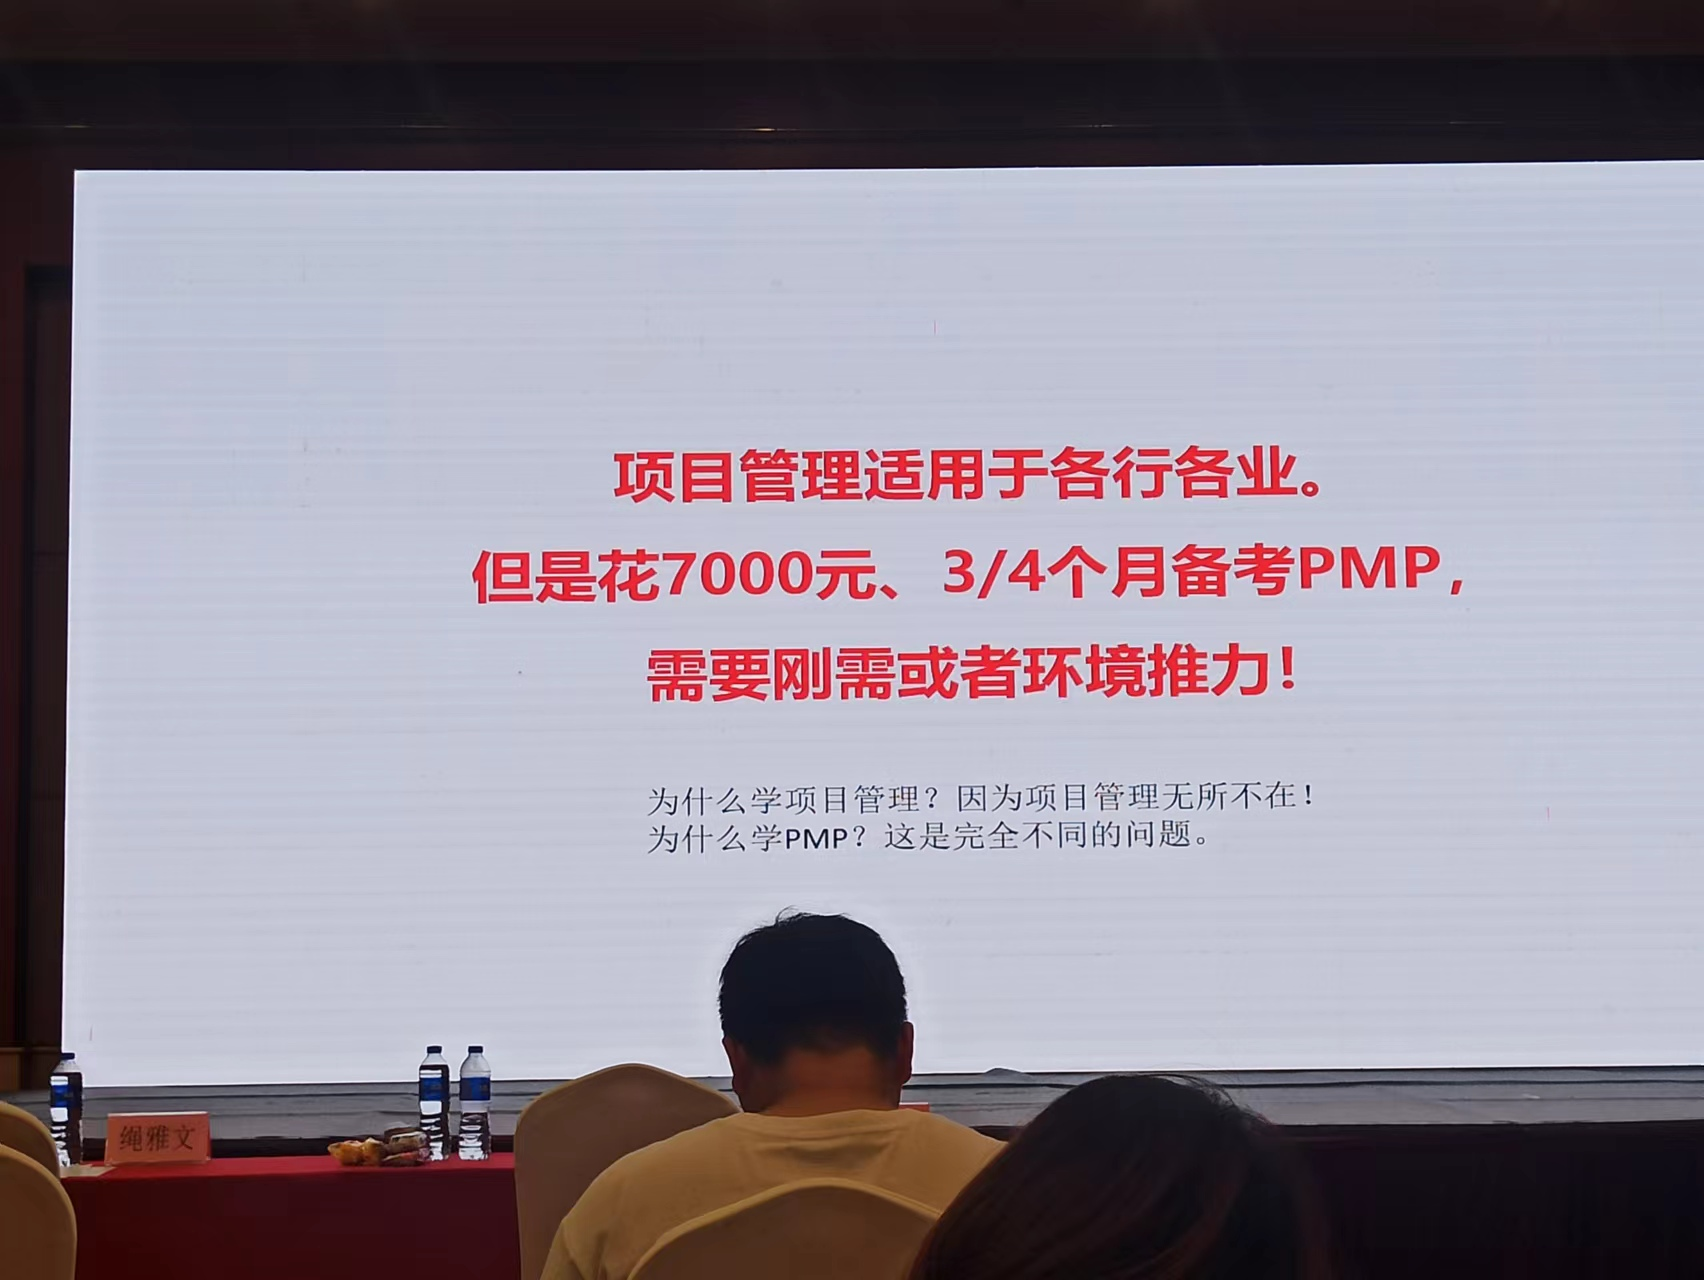 项目管理适用于各行各业。
但是花7000元、3/4个月备考PMP，
需要刚需或者环境推力！
为什么学项目管理？因为项目管理无所不在！
为什么学PMP？这是完全不同的问题。
绳雅文